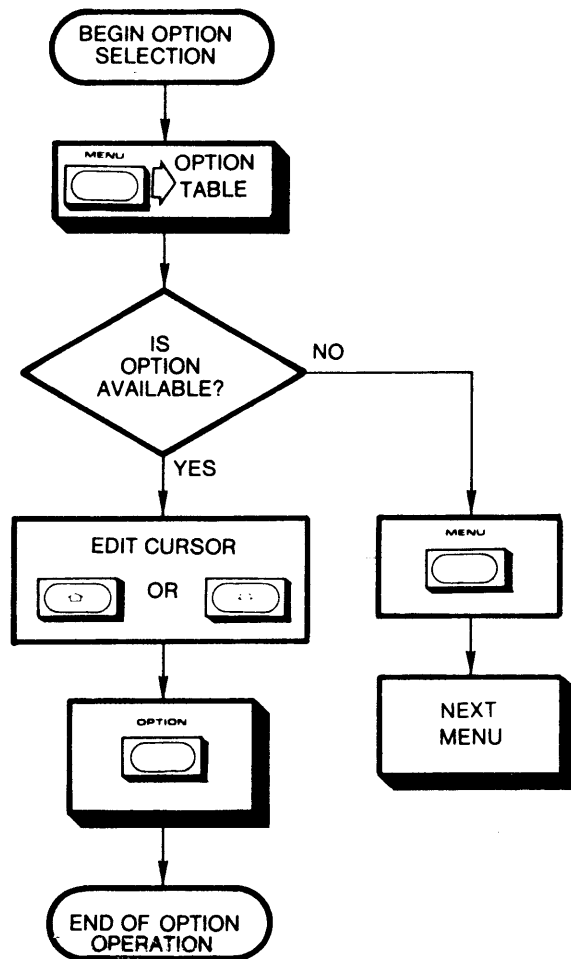 BEGIN OPTION
SELECTION
MENU
OPTION
TABLE
IS
OPTION
AVAILABLE?
NO
YES
EDIT CURSOR
OR
MENU
OPTION
NEXT
MENU
END OF OPTION
OPERATION